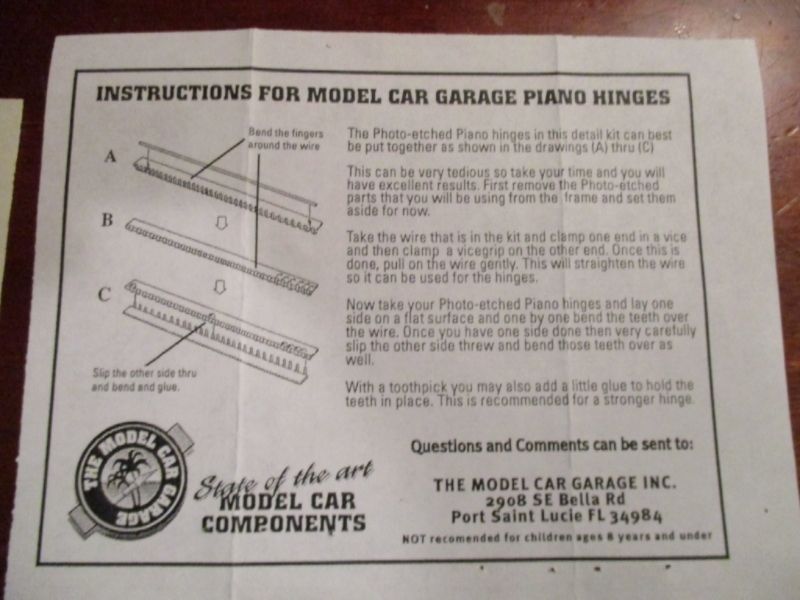 INSTRUCTIONS FOR MODEL CAR GARAGE PIANO HINGES
A
Bend the fingers
around the wire
B
C
Slip the other side thru
and bend and glue.
The Photo-etched Piano hinges in this detail kit can best
be put together as shown in the drawings (A) thru (C)
This can be very tedious so take your time and you will
have excellent results. First remove the Photo-etched
parts that you will be using from the frame and set them
aside for now.
Take the wire that is in the kit and clamp one end in a vice
and then clamp a vicegrip on the other end. Once this is
done, pull on the wire gently. This will straighten the wire
so it can be used for the hinges.
Now take your Photo-etched Piano hinges and lay one
side on a flat surface and one by one bend the teeth over
the wire. Once you have one side done then very carefully
slip the other side threw and bend those teeth over as
well.
With a toothpick you may also add a little glue to hold the
teeth in place. This is recommended for a stronger hinge.
THE MODEL CAR GARAGE
State of the art
MODEL CAR
COMPONENTS
Questions and Comments can be sent to:
THE MODEL CAR GARAGE INC.
2908 SE Bella Rd
Port Saint Lucie FL 34984
NOT recomended for children ages 8 years and under